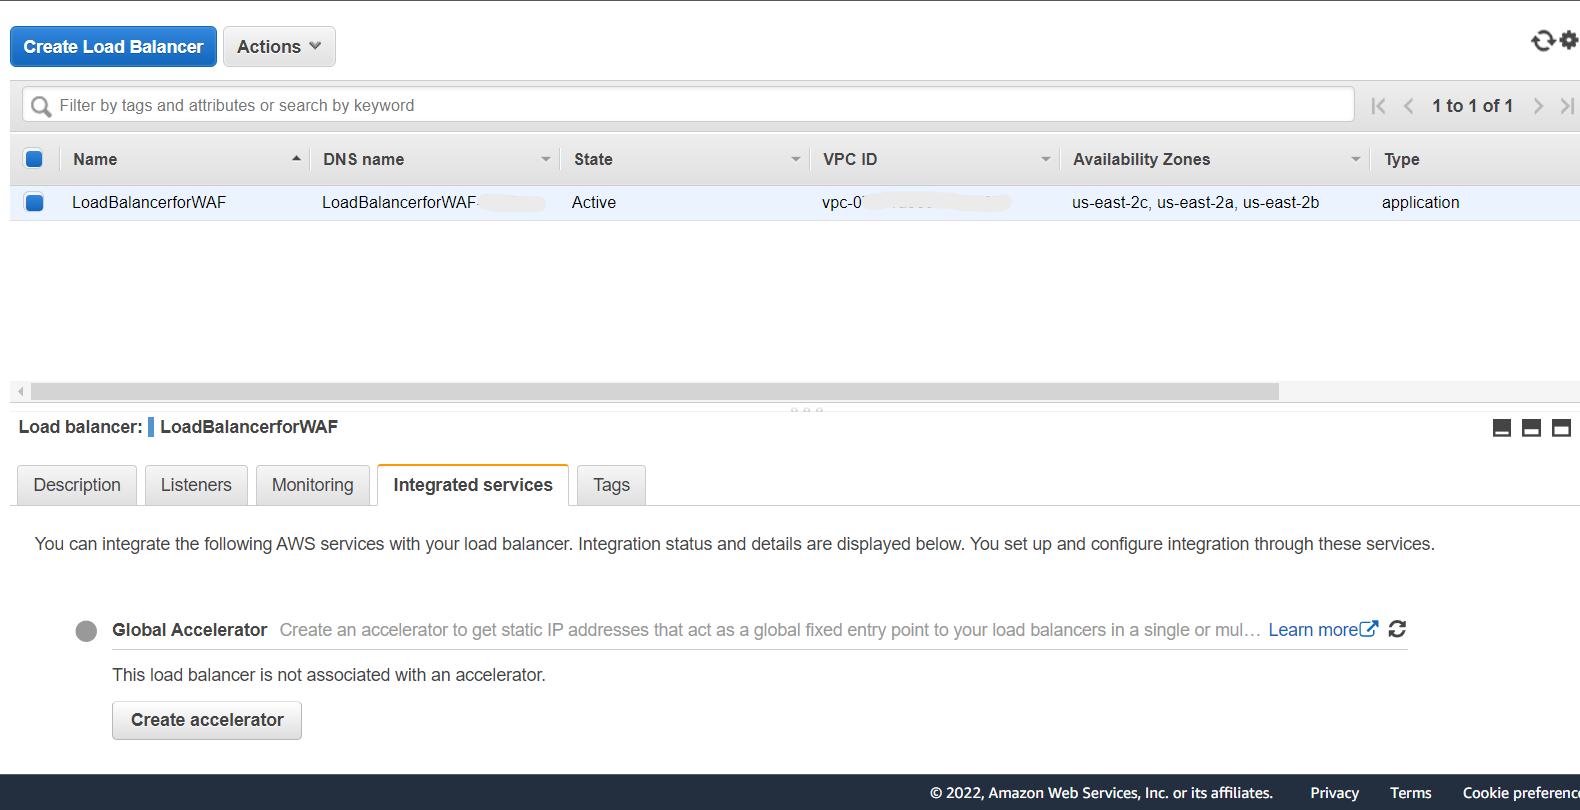 Create Load Balancer Actions
Filter by tags and attributes or search by keyword 1 to 1 of 1
Name DNS name State VPC ID Availability Zones Type
LoadBalancerforWAF LoadBalancerforWAF- Active vpc-0 us-east-2c, us-east-2a, us-east-2b application
Load balancer: LoadBalancerforWAF
Description Listeners Monitoring Integrated services Tags
You can integrate the following AWS services with your load balancer. Integration status and details are displayed below. You set up and configure integration through these services.
Global Accelerator Create an accelerator to get static IP addresses that act as a global fixed entry point to your load balancers in a single or mul... Learn more
This load balancer is not associated with an accelerator.
Create accelerator
© 2022, Amazon Web Services, Inc. or its affiliates. Privacy Terms Cookie preferenc